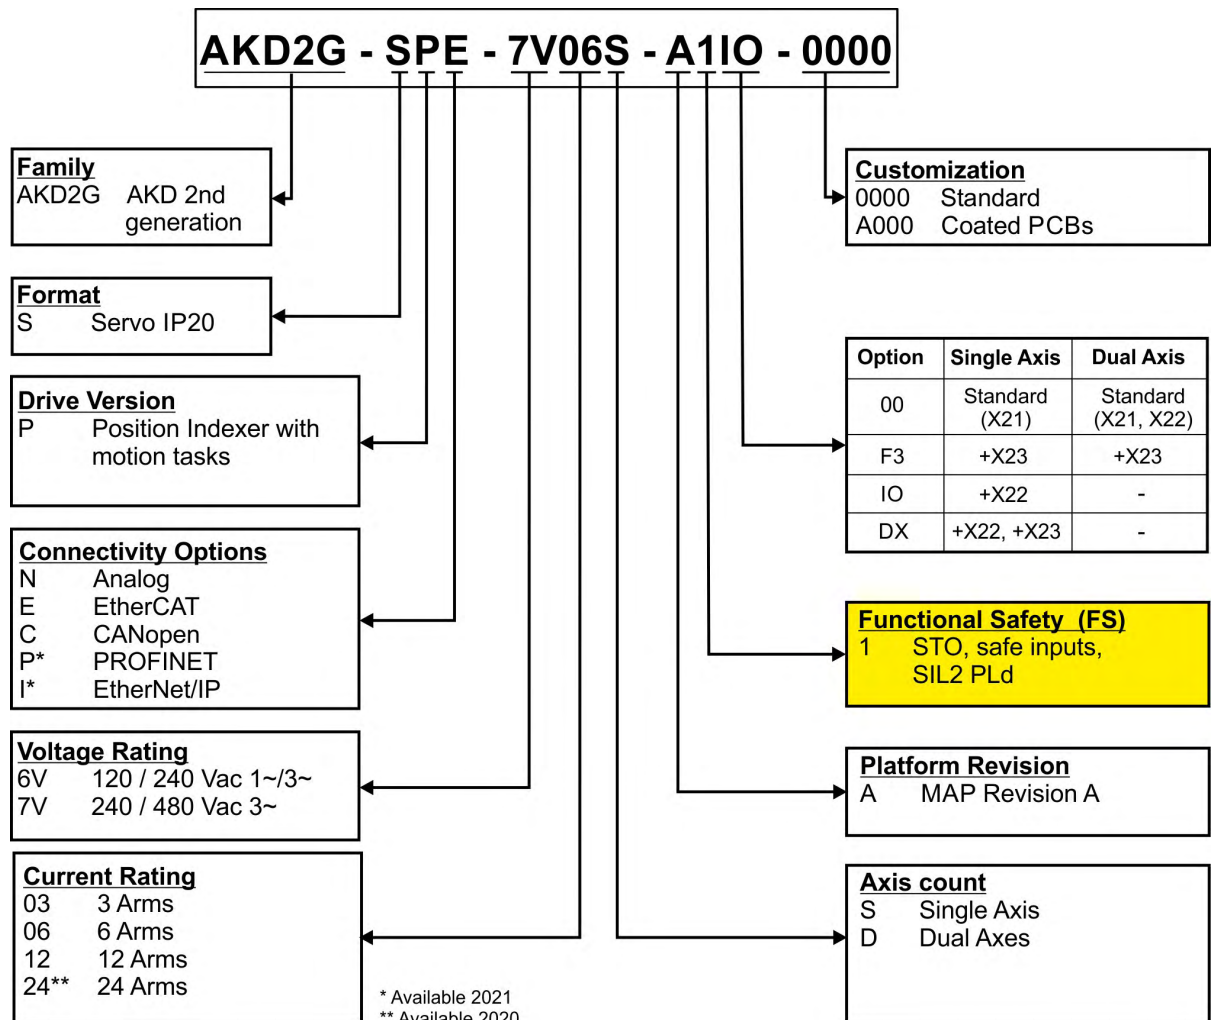 AKD2G - SPE - 7V06S - A1IO - 0000
Family
AKD2G AKD 2nd
generation
Format
S Servo IP20
Drive Version
P Position Indexer with
motion tasks
Connectivity Options
N Analog
E EtherCAT
C CANopen
P* PROFINET
I* EtherNet/IP
Voltage Rating
6V 120 / 240 Vac 1~/3~
7V 240 / 480 Vac 3~
Current Rating
03 3 Arms
06 6 Arms
12 12 Arms
24** 24 Arms
* Available 2021
** Available 2020
Customization
0000 Standard
A000 Coated PCBs
Option Single Axis Dual Axis
00 Standard (X21) Standard (X21, X22)
F3 +X23 +X23
IO +X22 -
DX +X22, +X23 -
Functional Safety (FS)
1 STO, safe inputs,
SIL2 PLd
Platform Revision
A MAP Revision A
Axis count
S Single Axis
D Dual Axes